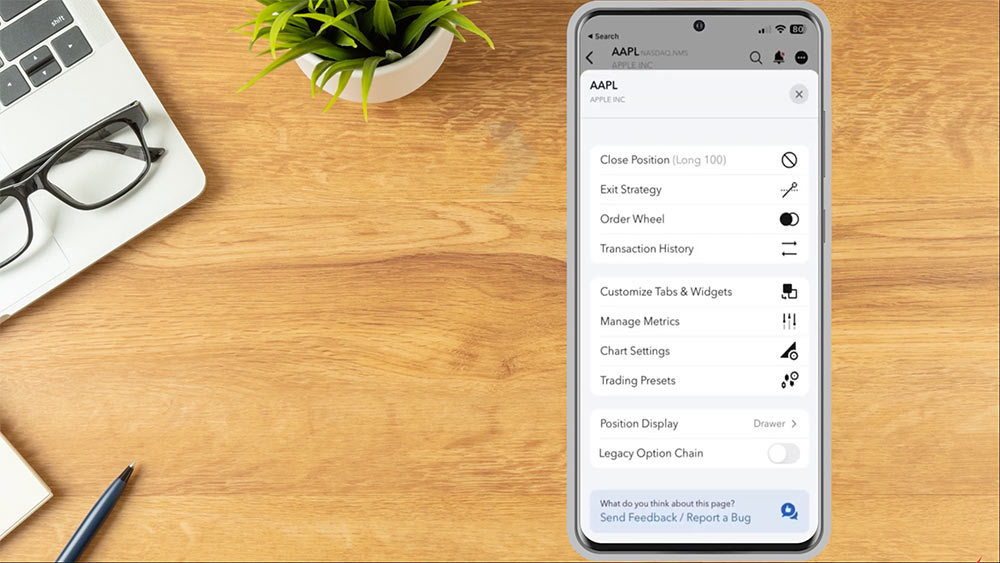 shift
Search
80
AAPL NASDAQ.NMS
APPLE INC
AAPL
APPLE INC
Close Position (Long 100)
Exit Strategy
Order Wheel
Transaction History
Customize Tabs & Widgets
Manage Metrics
Chart Settings
Trading Presets
Position Display Drawer
Legacy Option Chain
What do you think about this page?
Send Feedback / Report a Bug